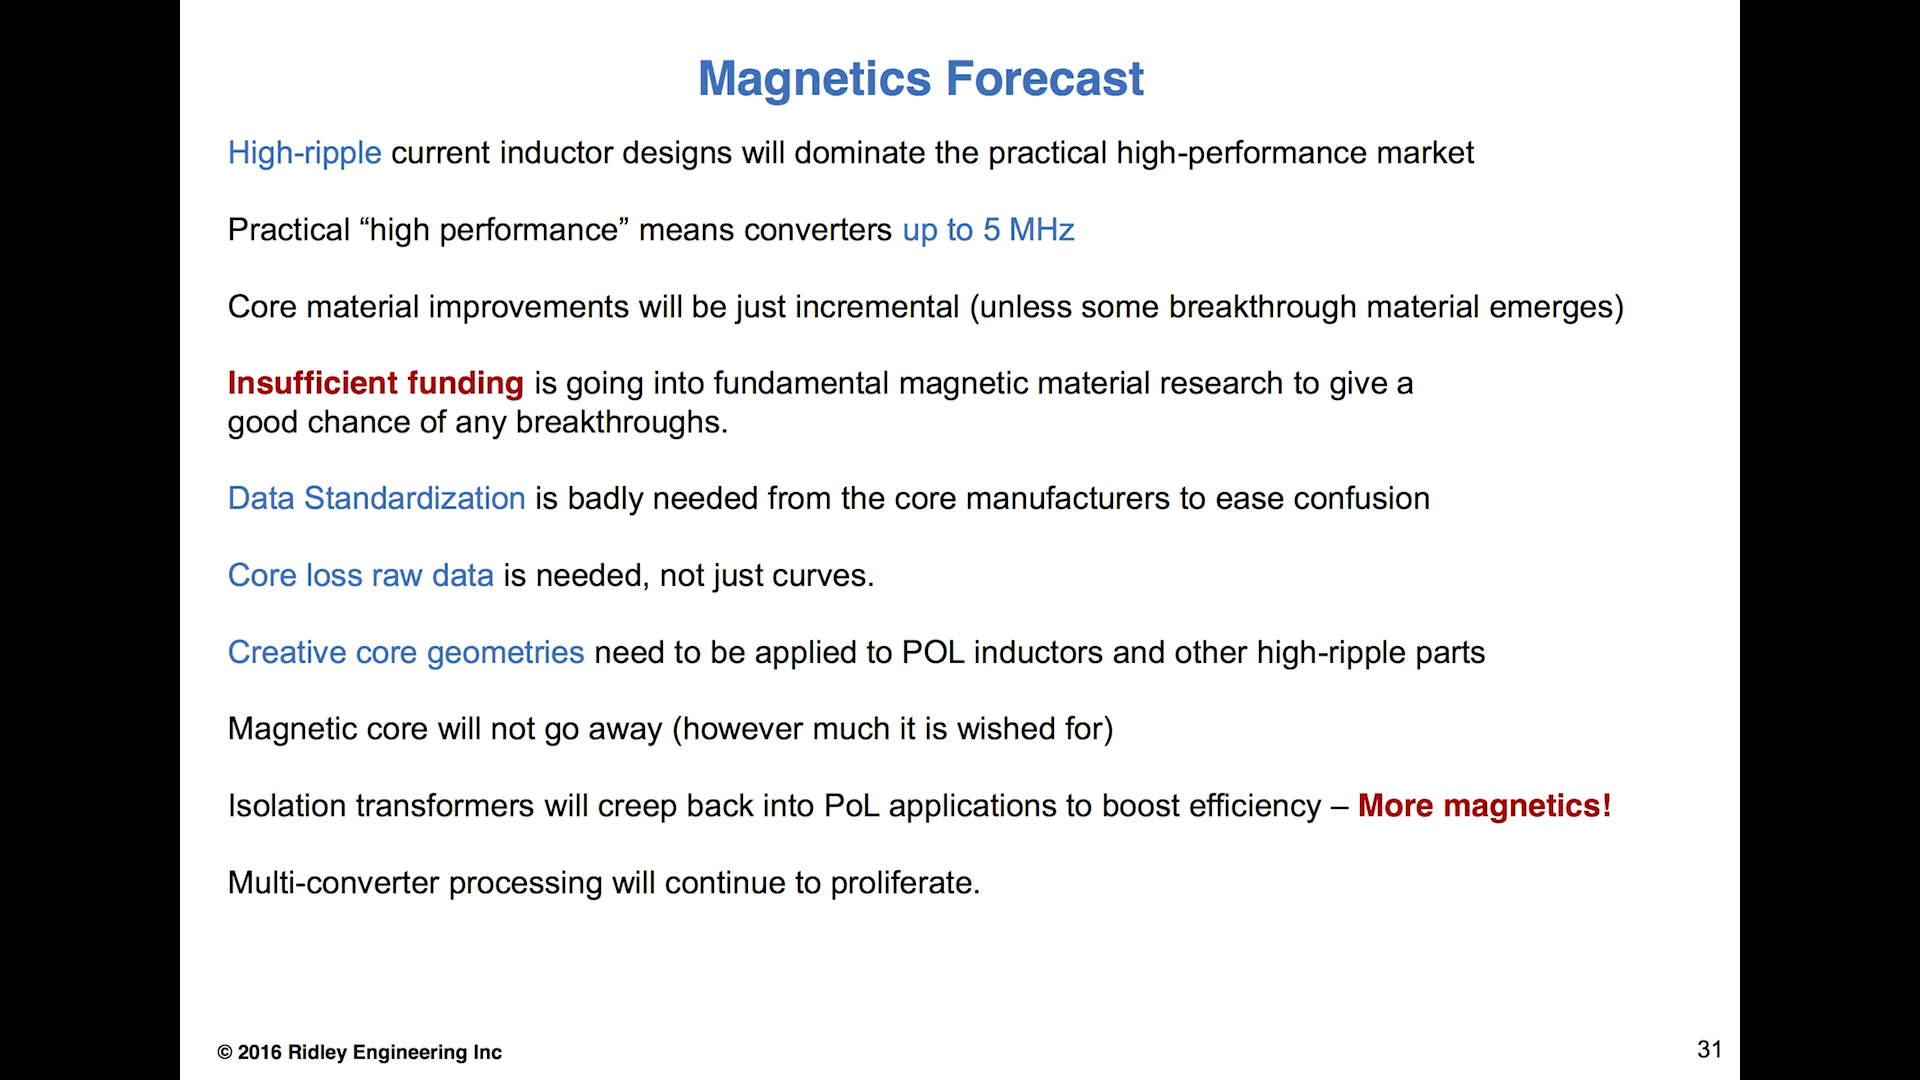 Magnetics Forecast
High-ripple current inductor designs will dominate the practical high-performance market
Practical “high performance” means converters up to 5 MHz
Core material improvements will be just incremental (unless some breakthrough material emerges)
Insufficient funding is going into fundamental magnetic material research to give a
good chance of any breakthroughs.
Data Standardization is badly needed from the core manufacturers to ease confusion
Core loss raw data is needed, not just curves.
Creative core geometries need to be applied to POL inductors and other high-ripple parts
Magnetic core will not go away (however much it is wished for)
Isolation transformers will creep back into PoL applications to boost efficiency – More magnetics!
Multi-converter processing will continue to proliferate.
© 2016 Ridley Engineering Inc
31